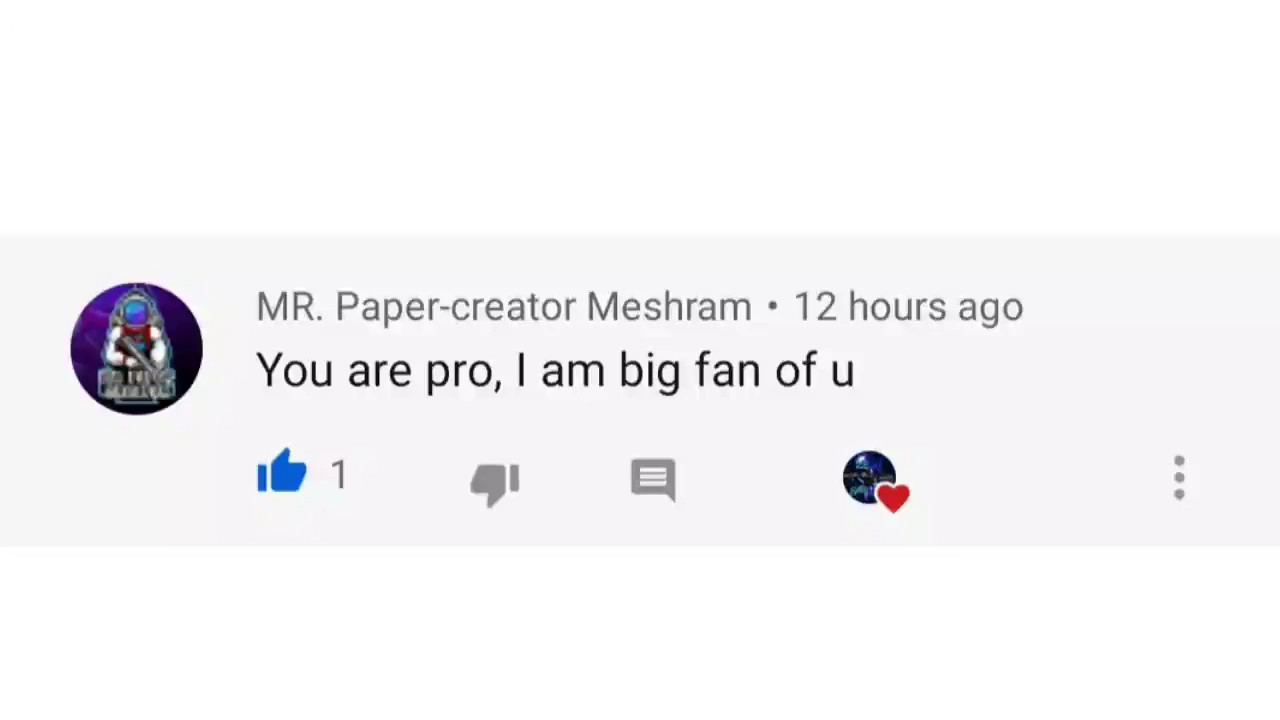 MR. Paper-creator Meshram • 12 hours ago
You are pro, I am big fan of u
1